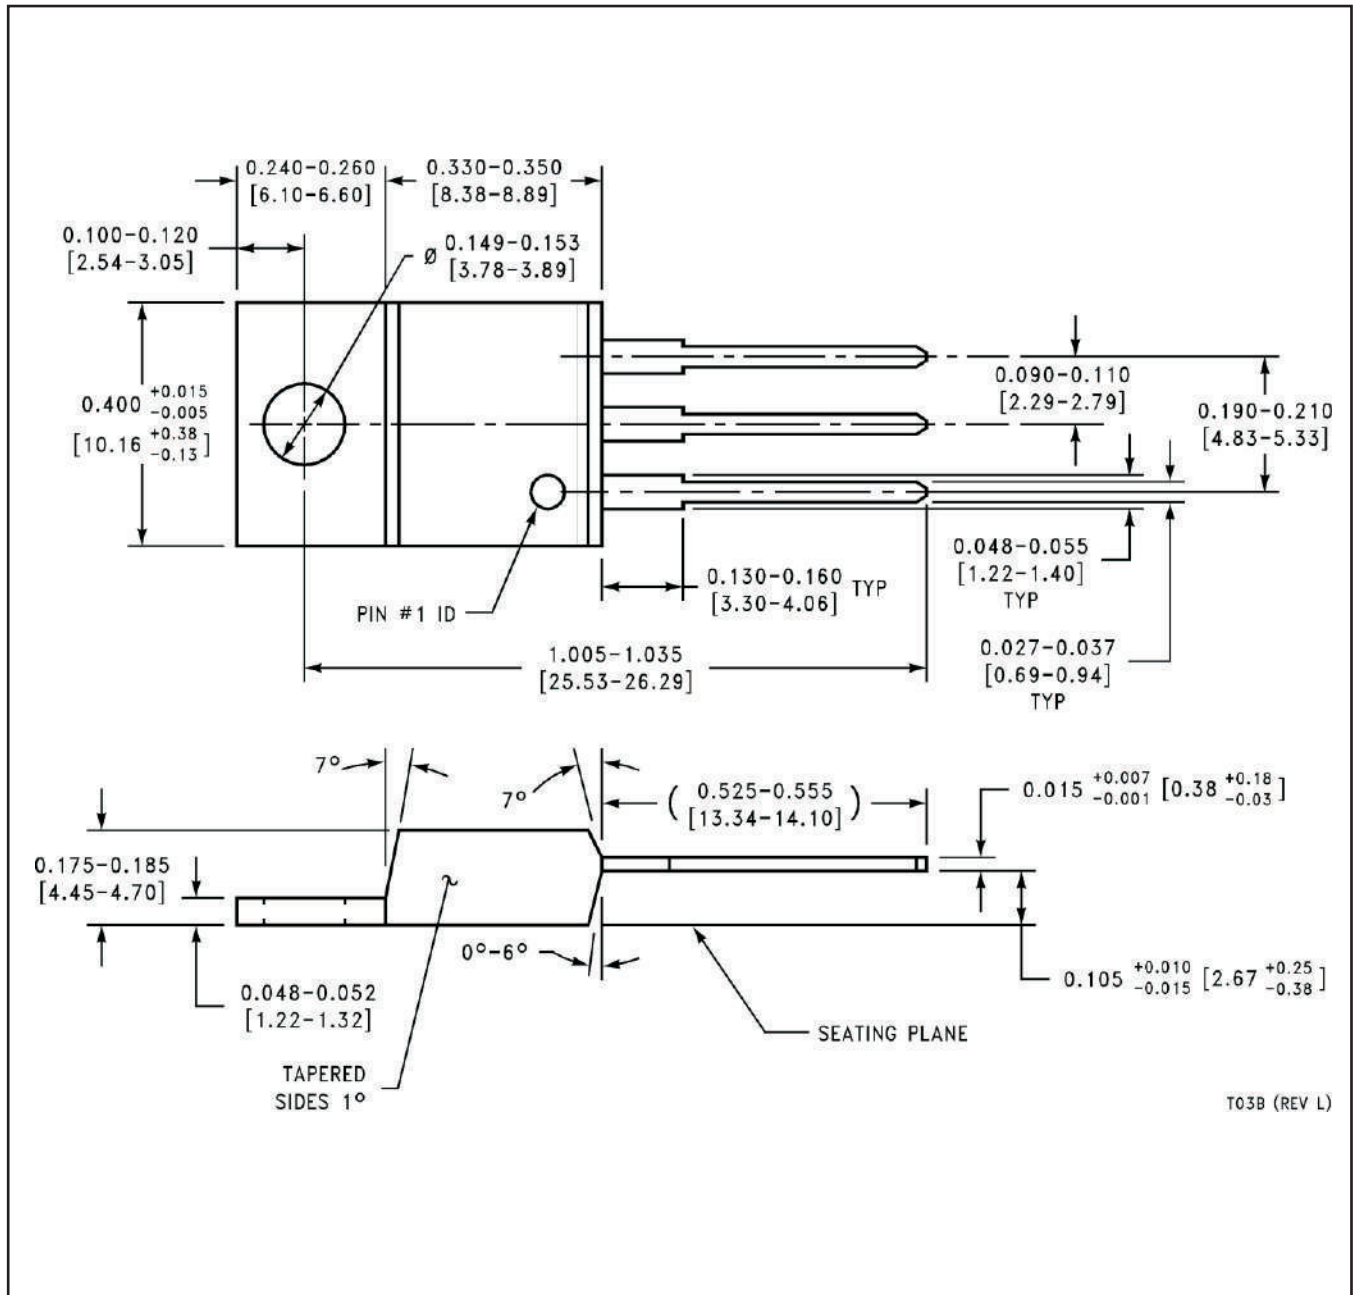 0.240-0.260
[6.10-6.60]
0.330-0.350
[8.38-8.89]
0.100-0.120
[2.54-3.05]
Ø 0.149-0.153
[3.78-3.89]
0.400 +0.015
-0.005
[10.16 +0.38
-0.13 ]
0.090-0.110
[2.29-2.79]
0.190-0.210
[4.83-5.33]
0.048-0.055
[1.22-1.40]
TYP
0.130-0.160 TYP
[3.30-4.06]
PIN #1 ID
0.027-0.037
[0.69-0.94]
TYP
1.005-1.035
[25.53-26.29]
7°
7°
( 0.525-0.555 )
[13.34-14.10]
0.015 +0.007
-0.001 [0.38 +0.18
-0.03 ]
0.175-0.185
[4.45-4.70]
0°-6°
0.105 +0.010
-0.015 [2.67 +0.25
-0.38 ]
0.048-0.052
[1.22-1.32]
SEATING PLANE
TAPERED
SIDES 1°
T03B (REV L)